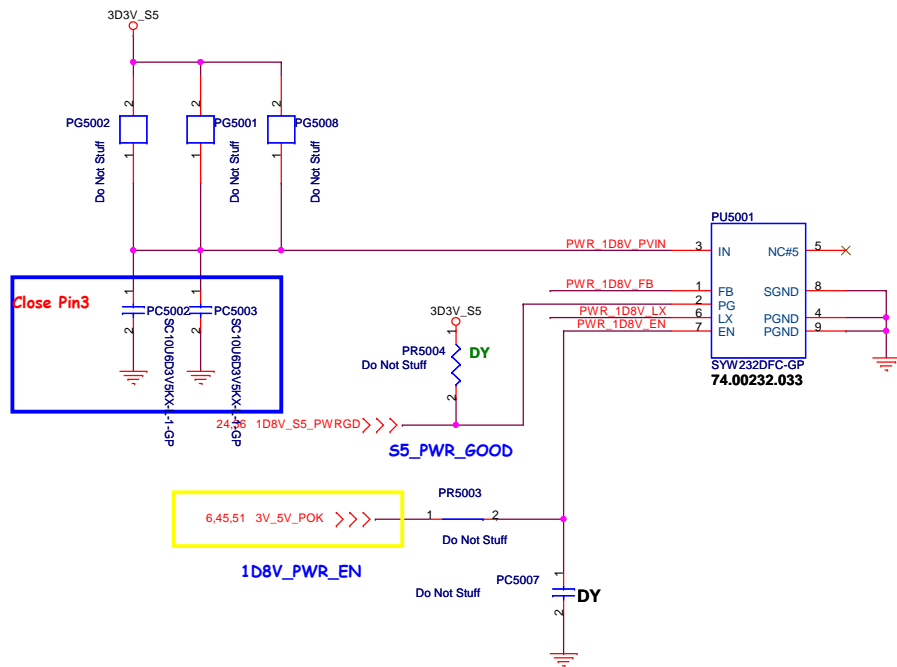 3D3V_S5
2 2 2
PG5002 PG5001 PG5008
1 1 1
Do Not Stuff Do Not Stuff Do Not Stuff
PU5001
PWR_1D8V_PVIN 3 IN NC#5 5
PWR_1D8V_FB 1 FB SGND 8
2 PG
PWR_1D8V_LX 6 LX PGND 4
PWR_1D8V_EN 7 EN PGND 9
SYW232DFC-GP
74.00232.033
Close Pin3
1 1
PC5002 PC5003
2 2
SC10U6D3V5KX-L-1-GP SC10U6D3V5KX-L-1-GP
3D3V_S5
1
PR5004 DY
Do Not Stuff
2
1D8V_S5_PWRGD
S5_PWR_GOOD
PR5003
6,45,51 3V_5V_POK 1 2
Do Not Stuff
1D8V_PWR_EN
1
PC5007
Do Not Stuff DY
2